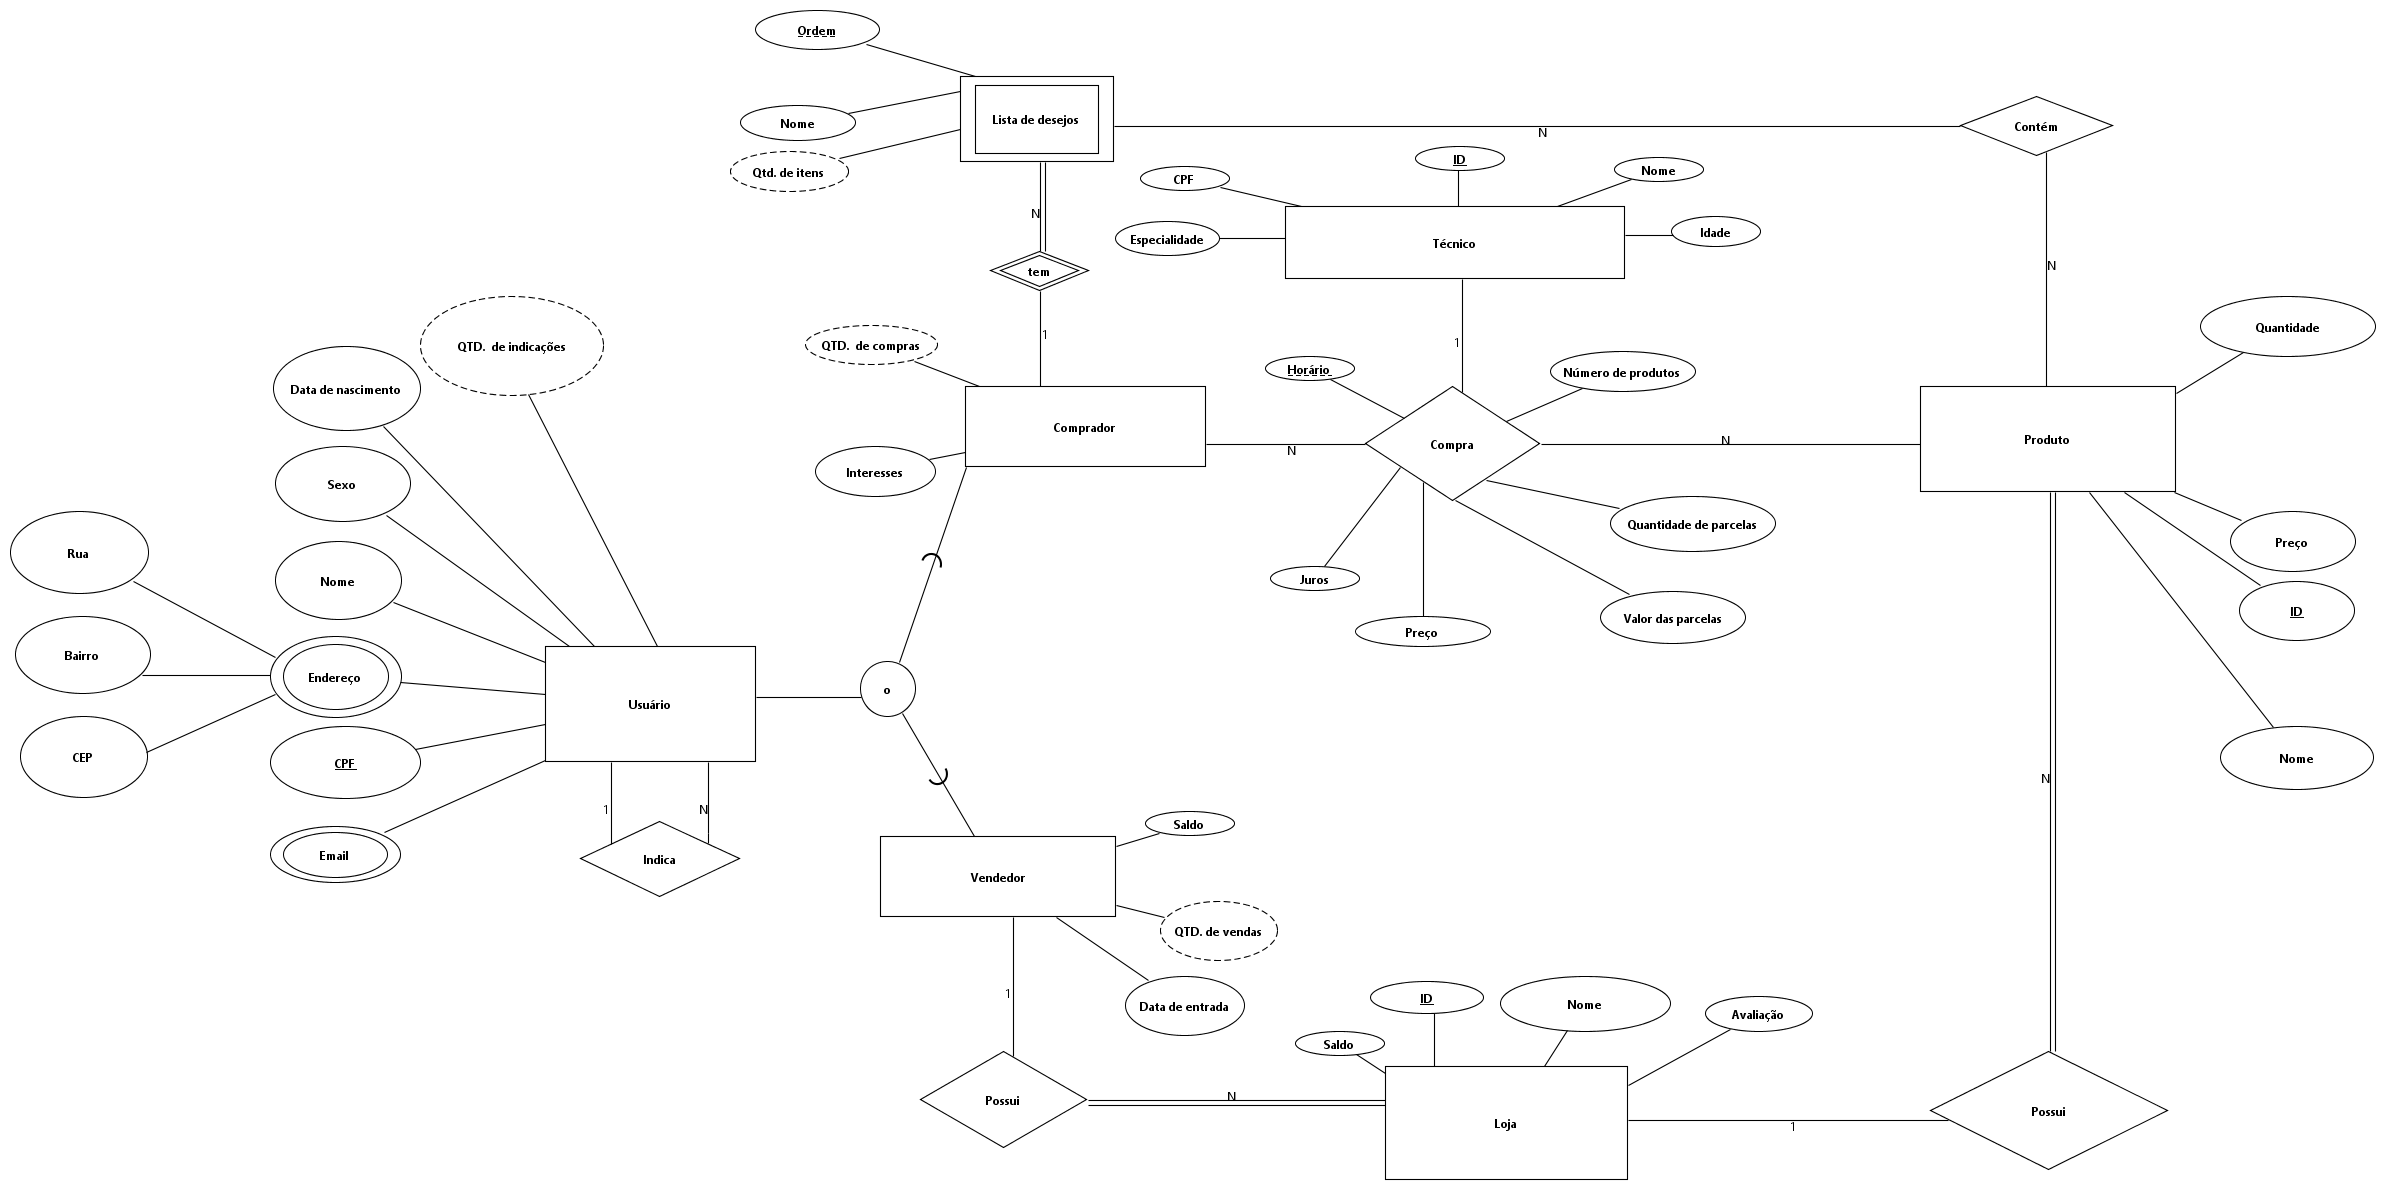 Ordem
Nome
Lista de desejos
Qtd. de itens
N
Contém
ID
CPF
Nome
Especialidade
Técnico
Idade
N
tem
N
QTD. de indicações
Data de nascimento
QTD. de compras
1
1
Horário
Número de produtos
Quantidade
Comprador
Interesses
N
Compra
N
Produto
Sexo
Quantidade de parcelas
Preço
Rua
Nome
Juros
Preço
Valor das parcelas
ID
Bairro
Endereço
Usuário
o
CEP
CPF
Nome
N
1
N
Email
Indica
Saldo
Vendedor
QTD. de vendas
1
Data de entrada
ID
Nome
Avaliação
Saldo
Possui
N
Loja
1
Possui